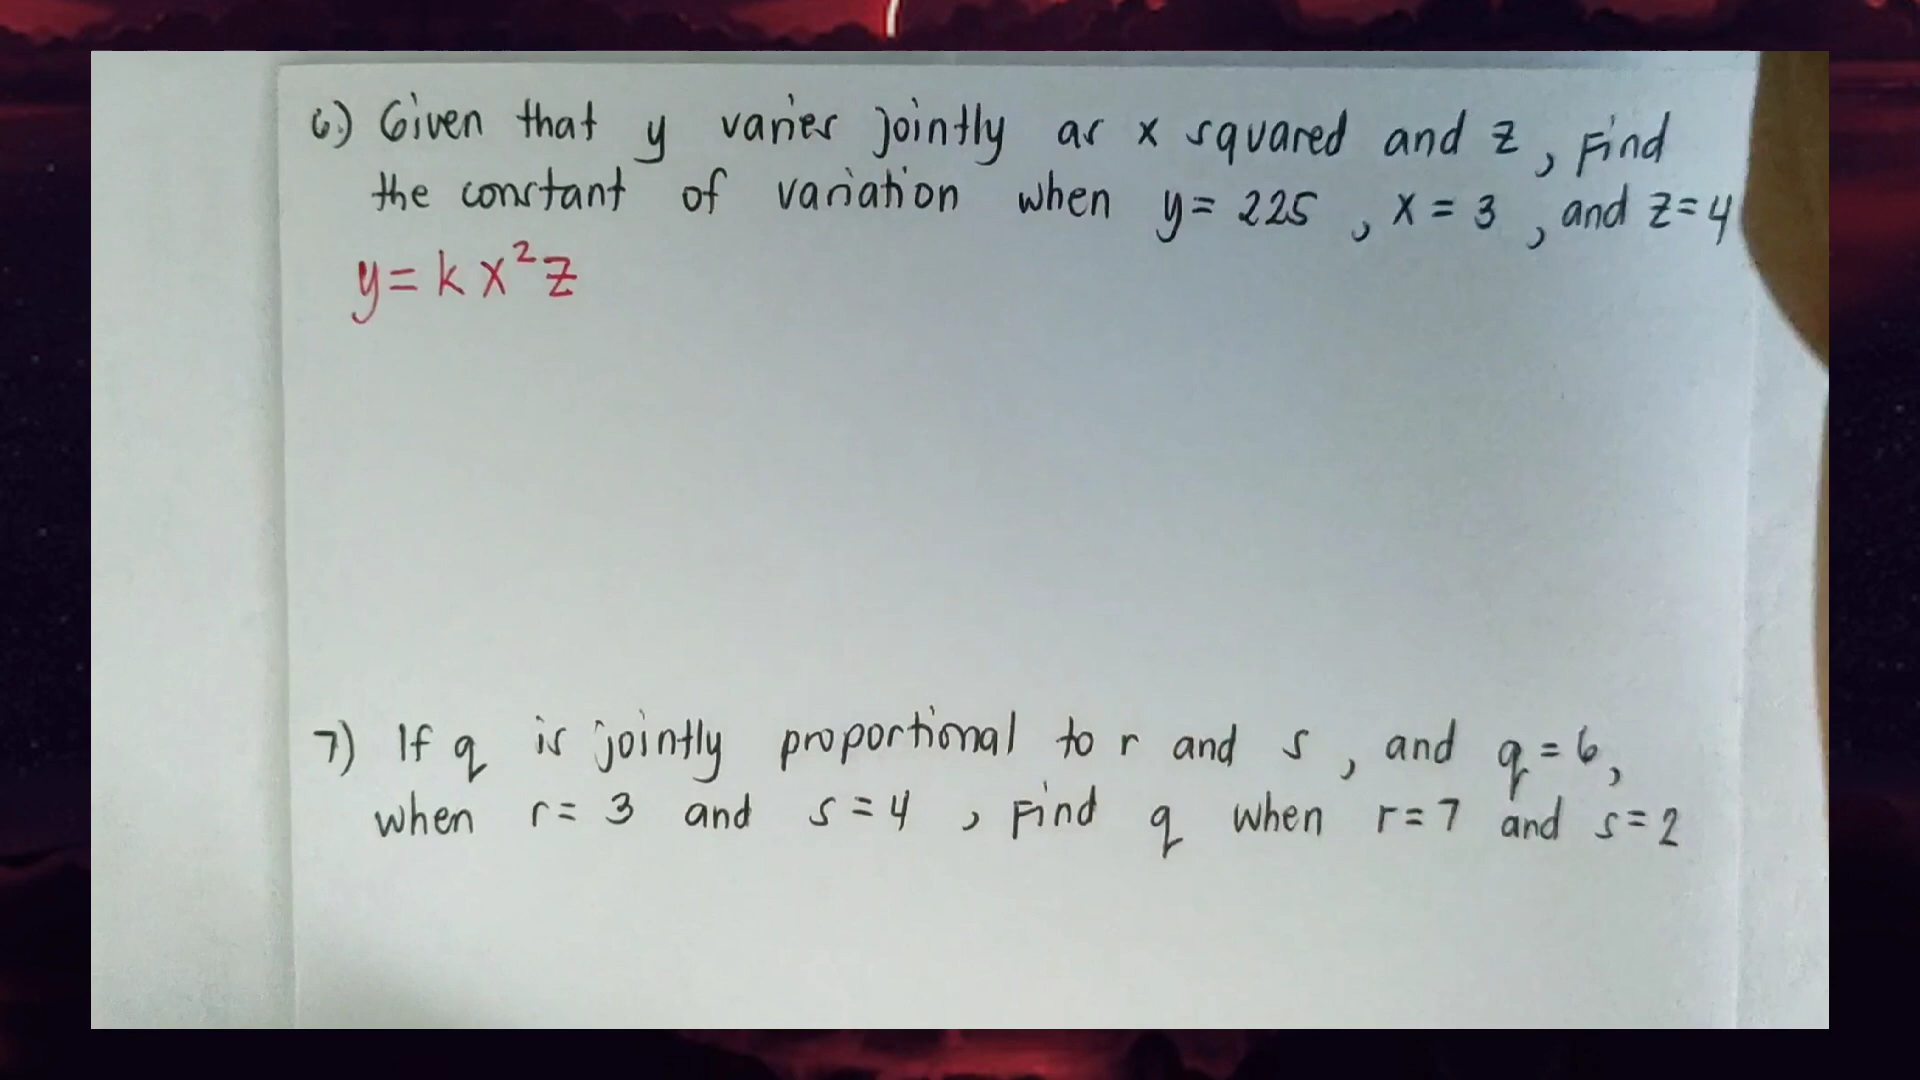 6.) Given that y varies jointly as x squared and z, Find
the constant of variation when y= 225, x = 3, and z=4
y= k x²z
7) If q is jointly proportional to r and s, and q=6,
when r= 3 and s=4, Find q when r=7 and s=2